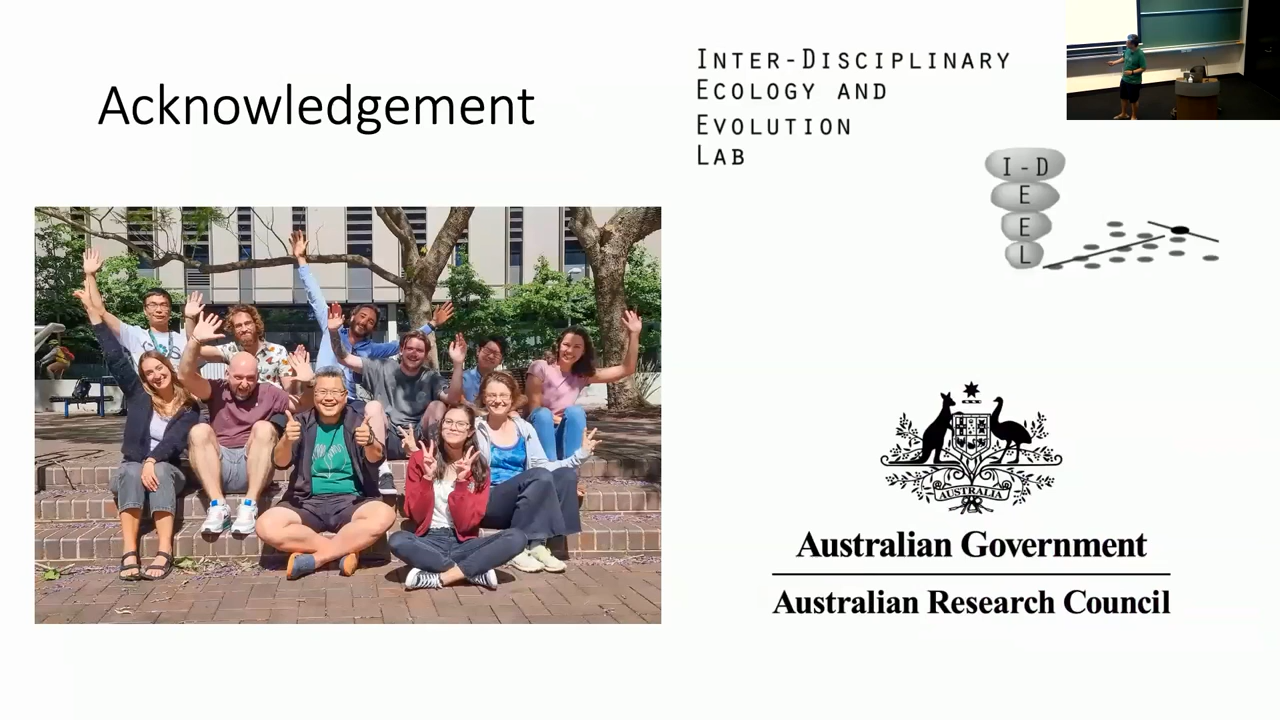 Acknowledgement
INTER-DISCIPLINARY
ECOLOGY AND
EVOLUTION
LAB
I-D
E
E
L
AUSTRALIA
Australian Government
Australian Research Council